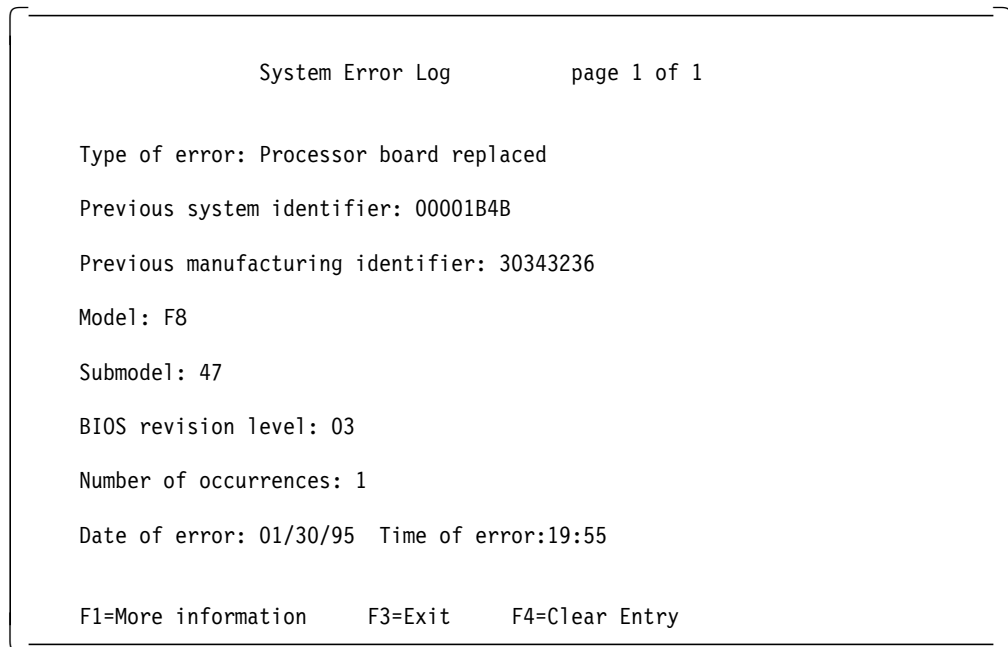 System Error Log page 1 of 1
Type of error: Processor board replaced
Previous system identifier: 00001B4B
Previous manufacturing identifier: 30343236
Model: F8
Submodel: 47
BIOS revision level: 03
Number of occurrences: 1
Date of error: 01/30/95 Time of error:19:55
F1=More information F3=Exit F4=Clear Entry